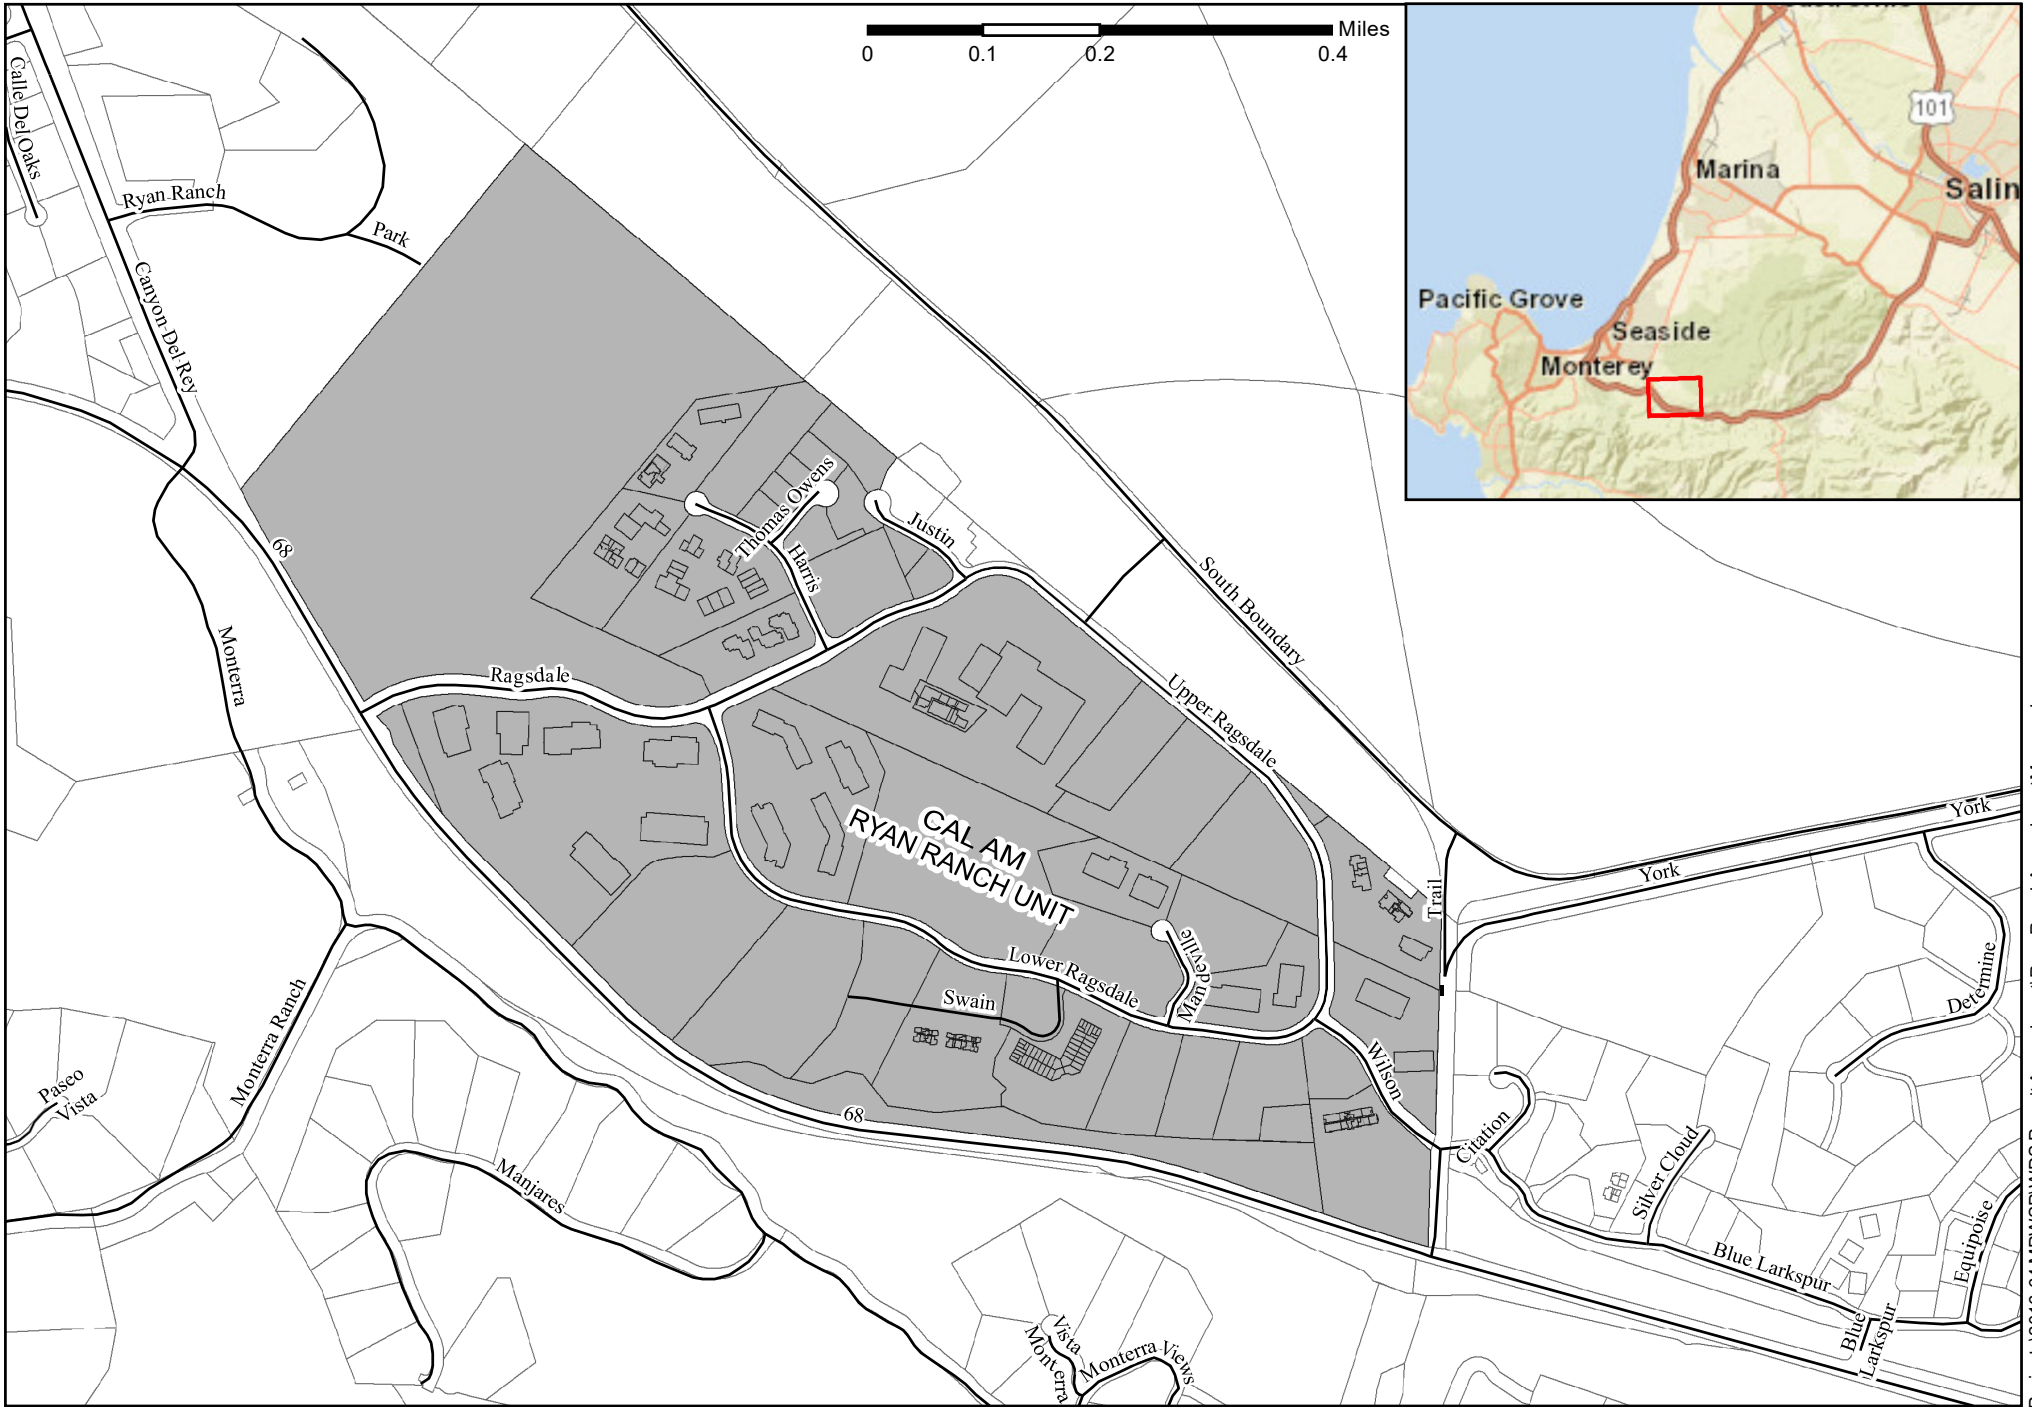 Miles
0 0.1 0.2 0.4
101
Marina
Salin
Pacific Grove
Seaside
Monterey
Calle Del Oaks
Ryan Ranch
Park
Canyon Del Rey
68
Monterra
Thomas Owens
Justin
Harris
Ragsdale
South Boundary
Upper Ragsdale
CAL AM
RYAN RANCH UNIT
York
York
Trail
Mandeville
Lower Ragsdale
Swain
Determine
Wilson
Monterra Ranch
Paseo
Vista
68
Citation
Silver Cloud
Manjares
Equipoise
Blue Larkspur
Blue
Larkspur
Vista
Monterra
Monterra Views